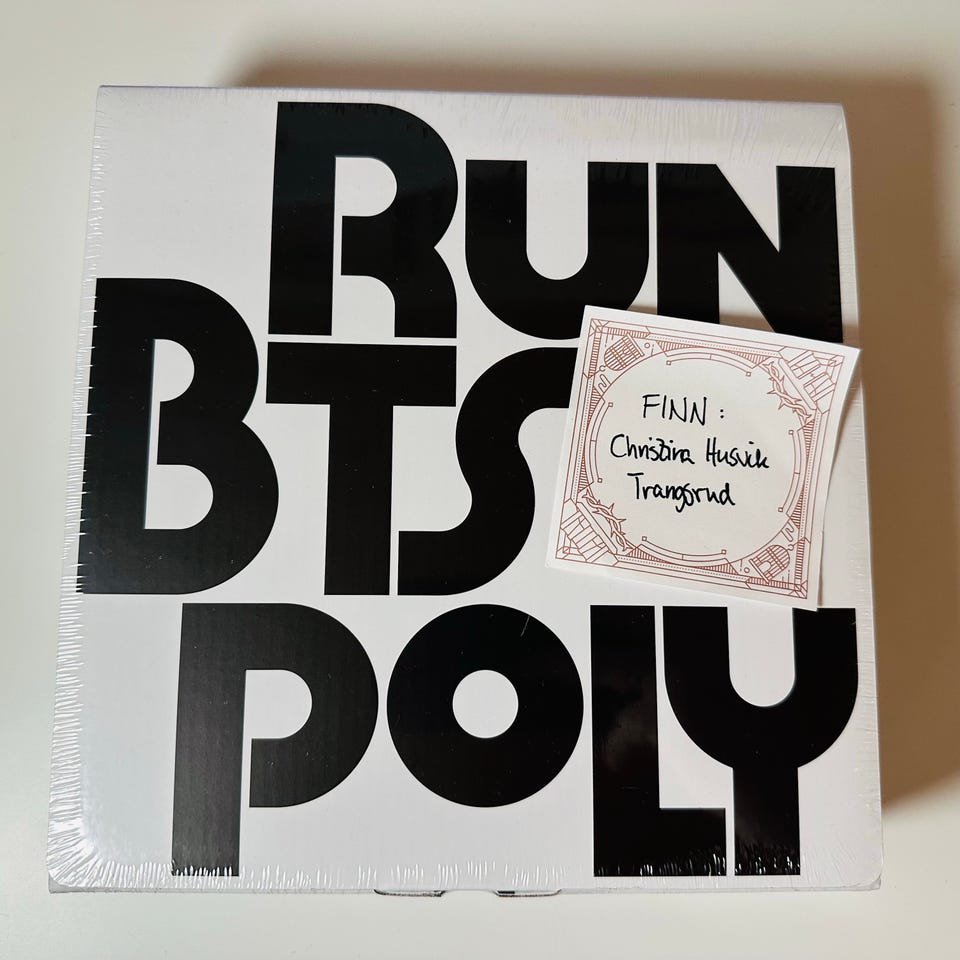 RUN
BTS
POLY
FINN :
Christina Husvik
Trangsrud